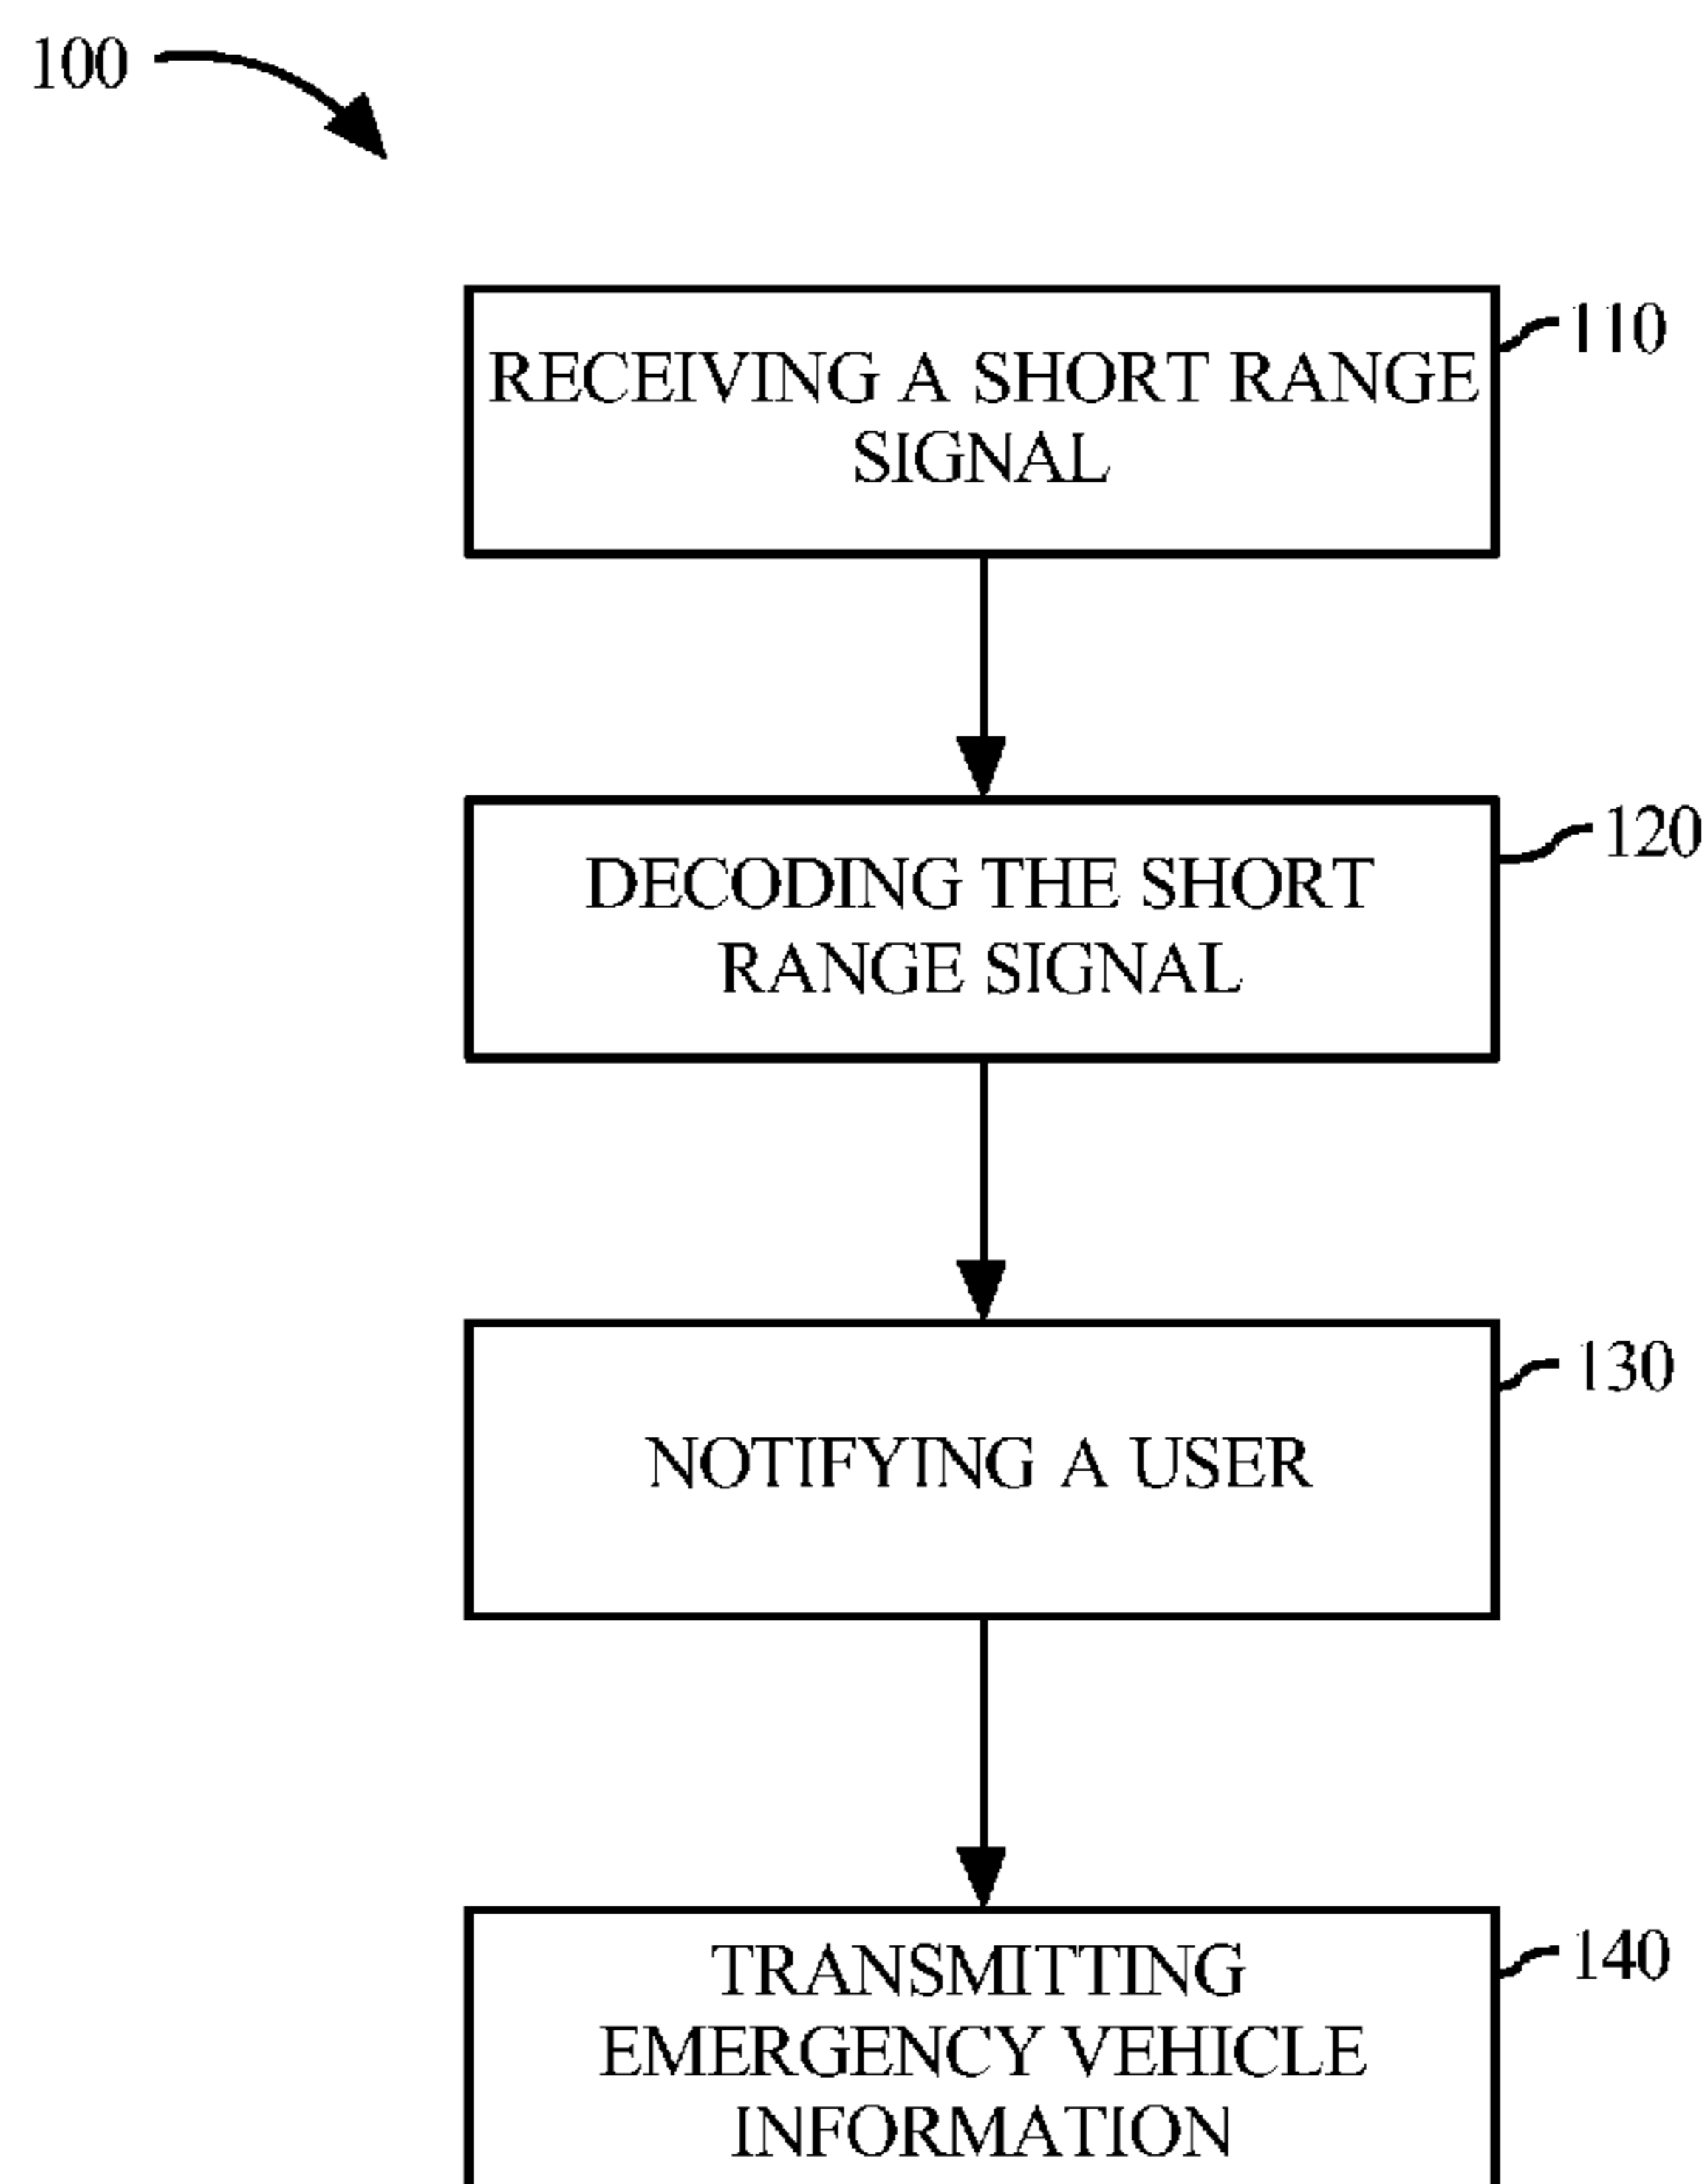 100
RECEIVING A SHORT RANGE
SIGNAL
110
DECODING THE SHORT
RANGE SIGNAL
120
NOTIFYING A USER
130
TRANSMITTING
EMERGENCY VEHICLE
INFORMATION
140